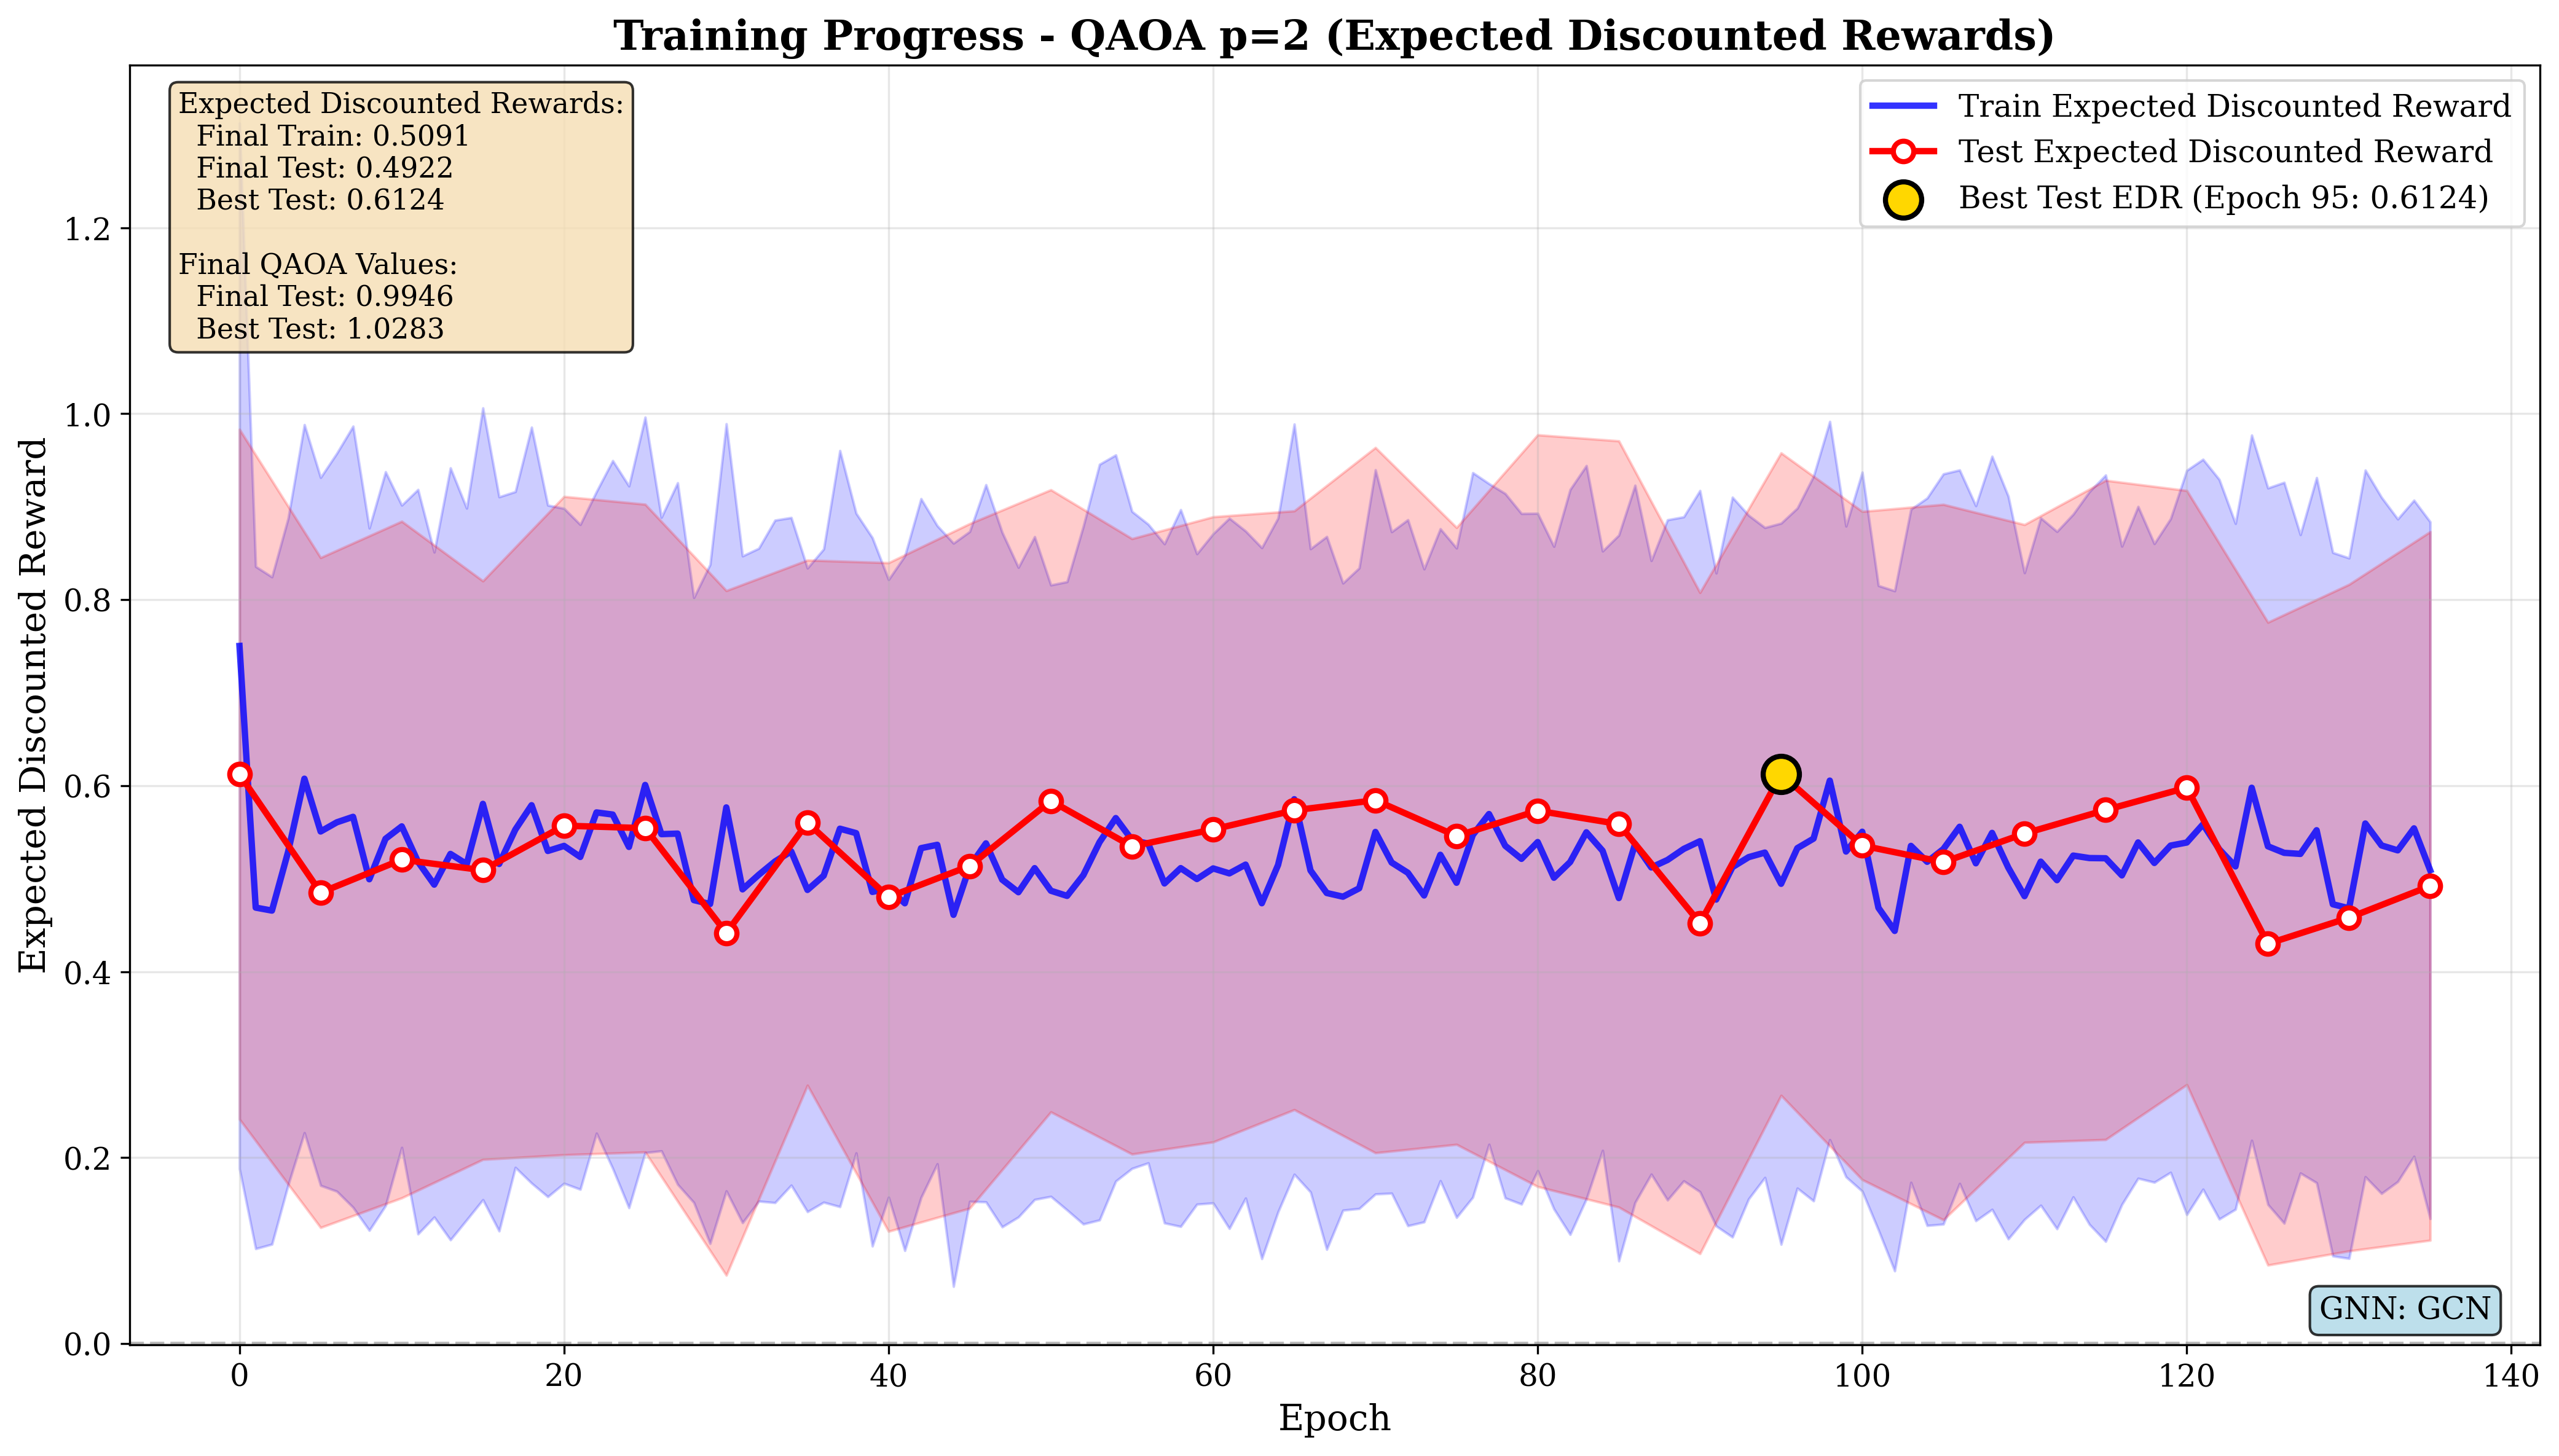 Training Progress - QAOA p=2 (Expected Discounted Rewards)
Expected Discounted Rewards:
Final Train: 0.5091
Final Test: 0.4922
Best Test: 0.6124
Final QAOA Values:
Final Test: 0.9946
Best Test: 1.0283
Train Expected Discounted Reward
Test Expected Discounted Reward
Best Test EDR (Epoch 95: 0.6124)
Expected Discounted Reward
1.2
1.0
0.8
0.6
0.4
0.2
0.0
GNN: GCN
0 20 40 60 80 100 120 140
Epoch